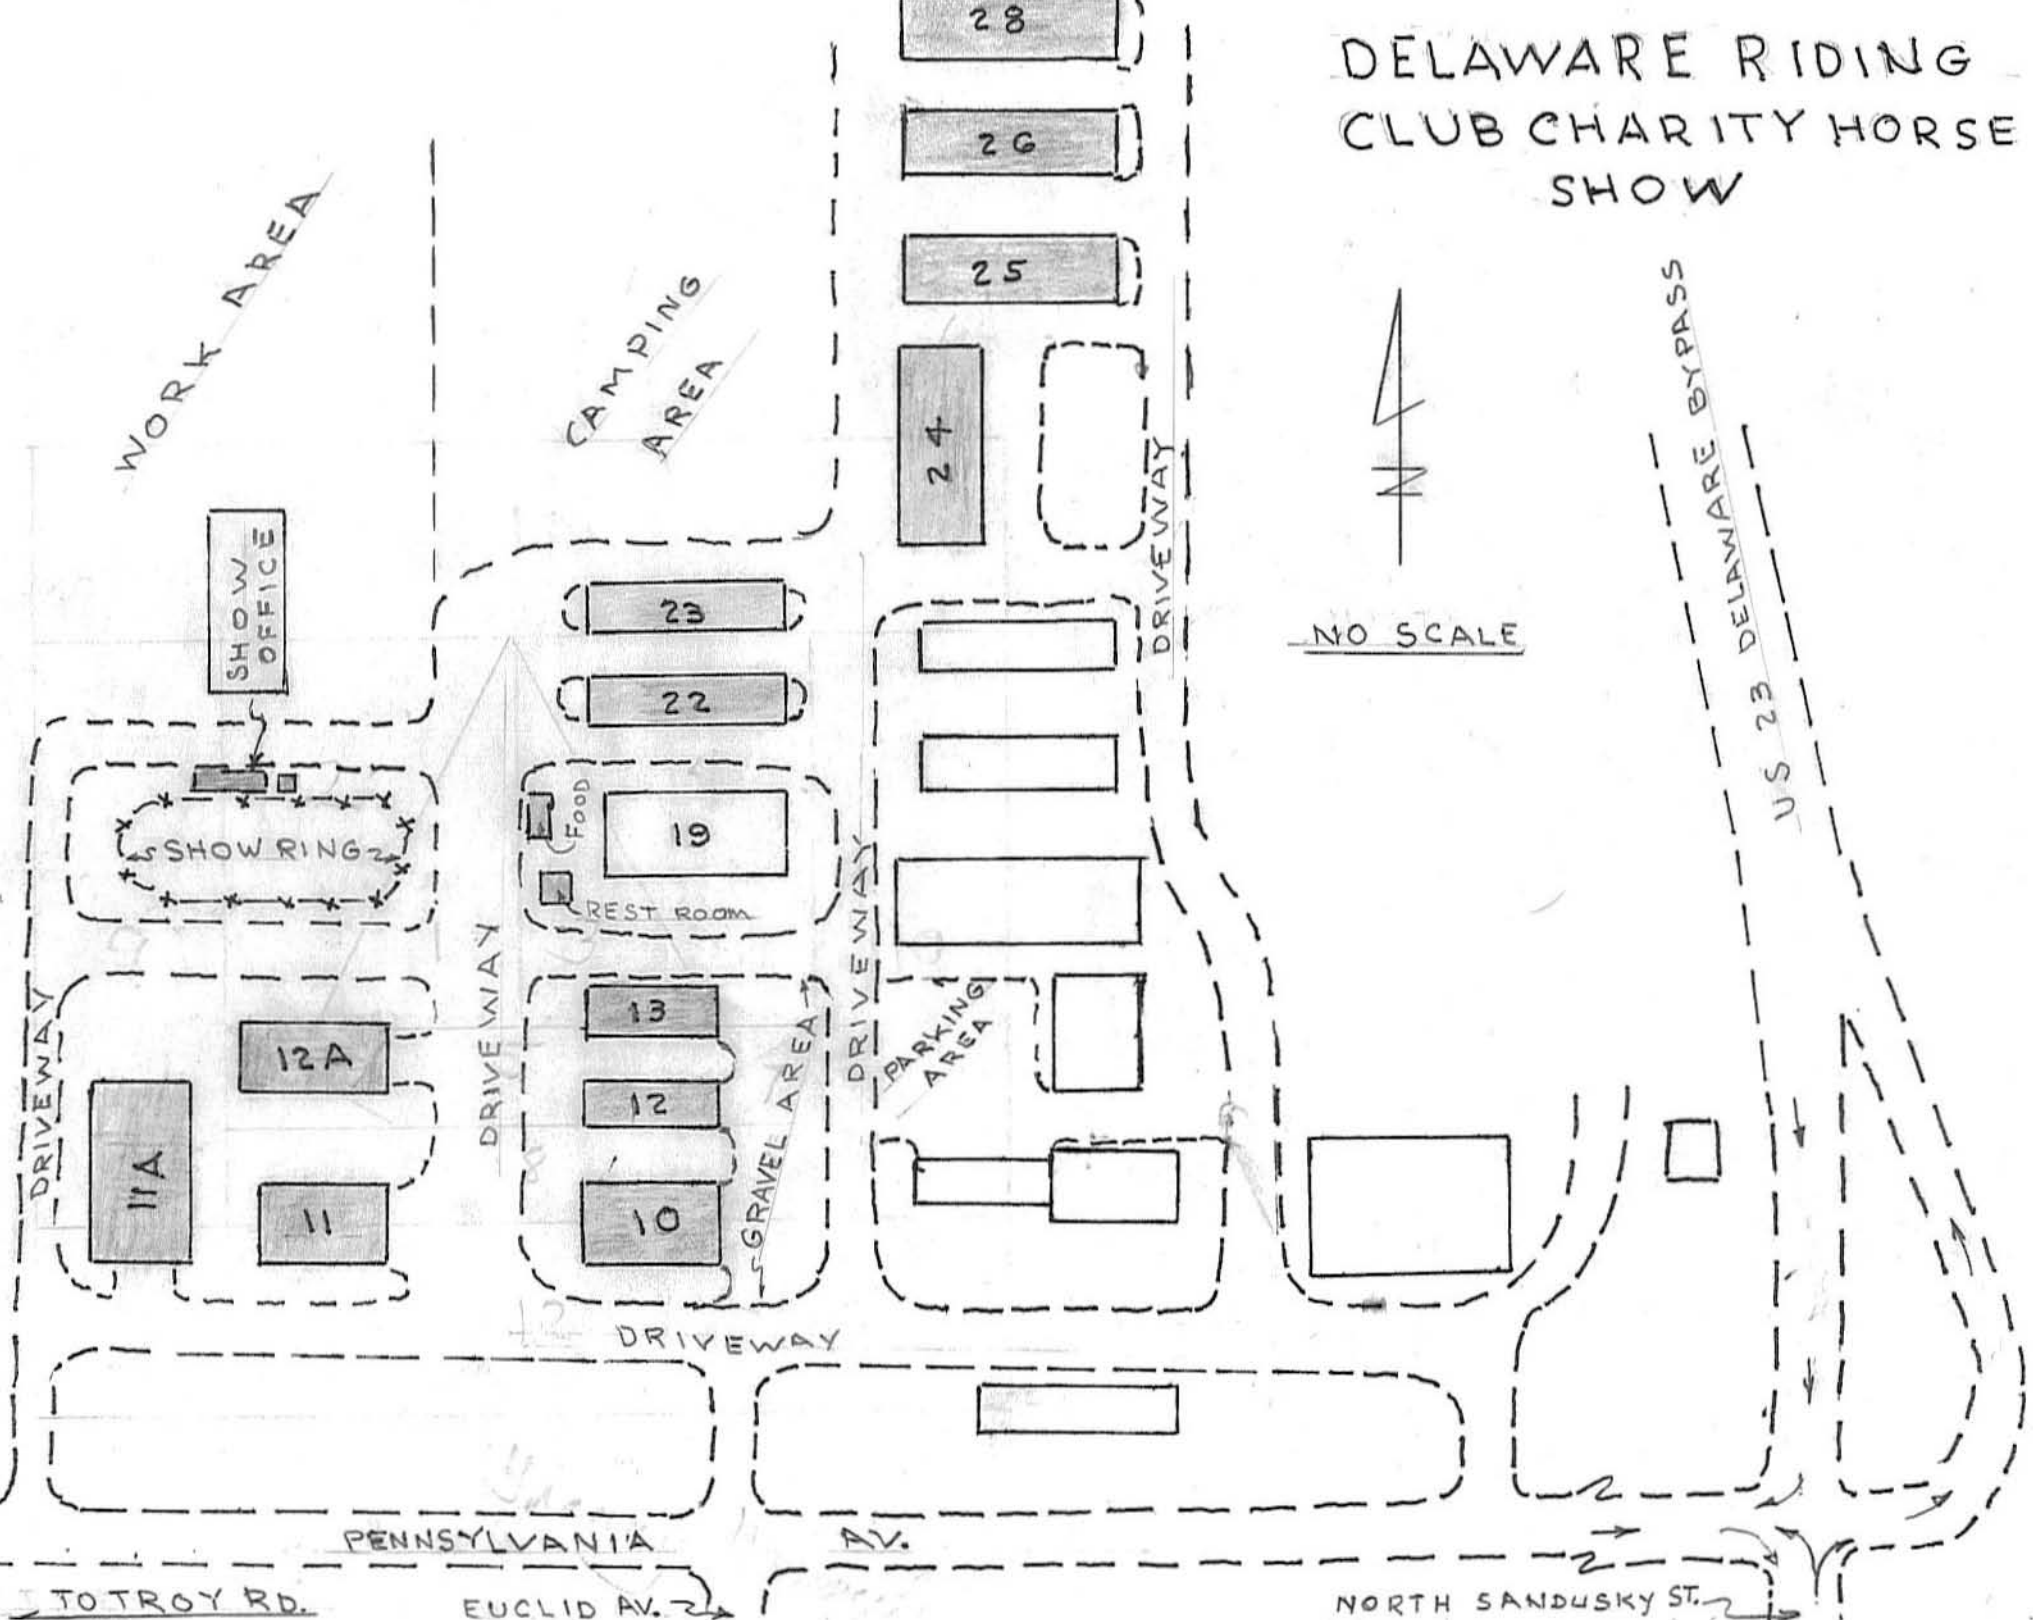 DELAWARE RIDING
CLUB CHARITY HORSE
SHOW
28
26
25
24
WORK AREA
CAMPING
AREA
DRIVEWAY
N
NO SCALE
US 23 DELAWARE BYPASS
SHOW
OFFICE
23
22
FOOD
19
REST ROOM
SHOW RING
DRIVEWAY
DRIVEWAY
DRIVEWAY
PARKING
AREA
13
12A
12
11A
11
10
GRAVEL AREA
DRIVEWAY
PENNSYLVANIA AV.
TO TROY RD.
EUCLID AV.
NORTH SANDUSKY ST.